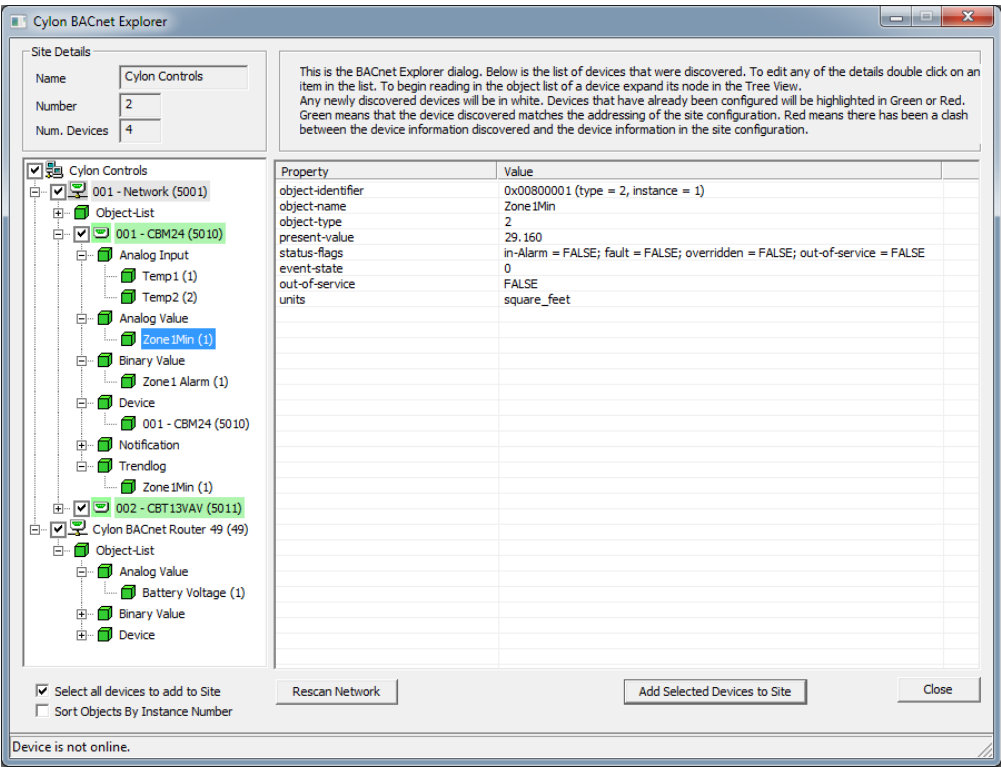 Cylon BACnet Explorer
Site Details
Name Cylon Controls
Number 2
Num. Devices 4
This is the BACnet Explorer dialog. Below is the list of devices that were discovered. To edit any of the details double click on an
item in the list. To begin reading in the object list of a device expand its node in the Tree View.
Any newly discovered devices will be in white. Devices that have already been configured will be highlighted in Green or Red.
Green means that the device discovered matches the addressing of the site configuration. Red means there has been a clash
between the device information discovered and the device information in the site configuration.
Cylon Controls
001 - Network (5001)
Object-List
001 - CBM24 (5010)
Analog Input
Temp1 (1)
Temp2 (2)
Analog Value
Zone1Min (1)
Binary Value
Zone1 Alarm (1)
Device
001 - CBM24 (5010)
Notification
Trendlog
Zone1Min (1)
002 - CBT13VAV (5011)
Cylon BACnet Router 49 (49)
Object-List
Analog Value
Battery Voltage (1)
Binary Value
Device
Property Value
object-identifier 0x00800001 (type = 2, instance = 1)
object-name Zone1Min
object-type 2
present-value 29.160
status-flags in-Alarm = FALSE; fault = FALSE; overridden = FALSE; out-of-service = FALSE
event-state 0
out-of-service FALSE
units square_feet
Select all devices to add to Site
Sort Objects By Instance Number
Rescan Network
Add Selected Devices to Site
Close
Device is not online.